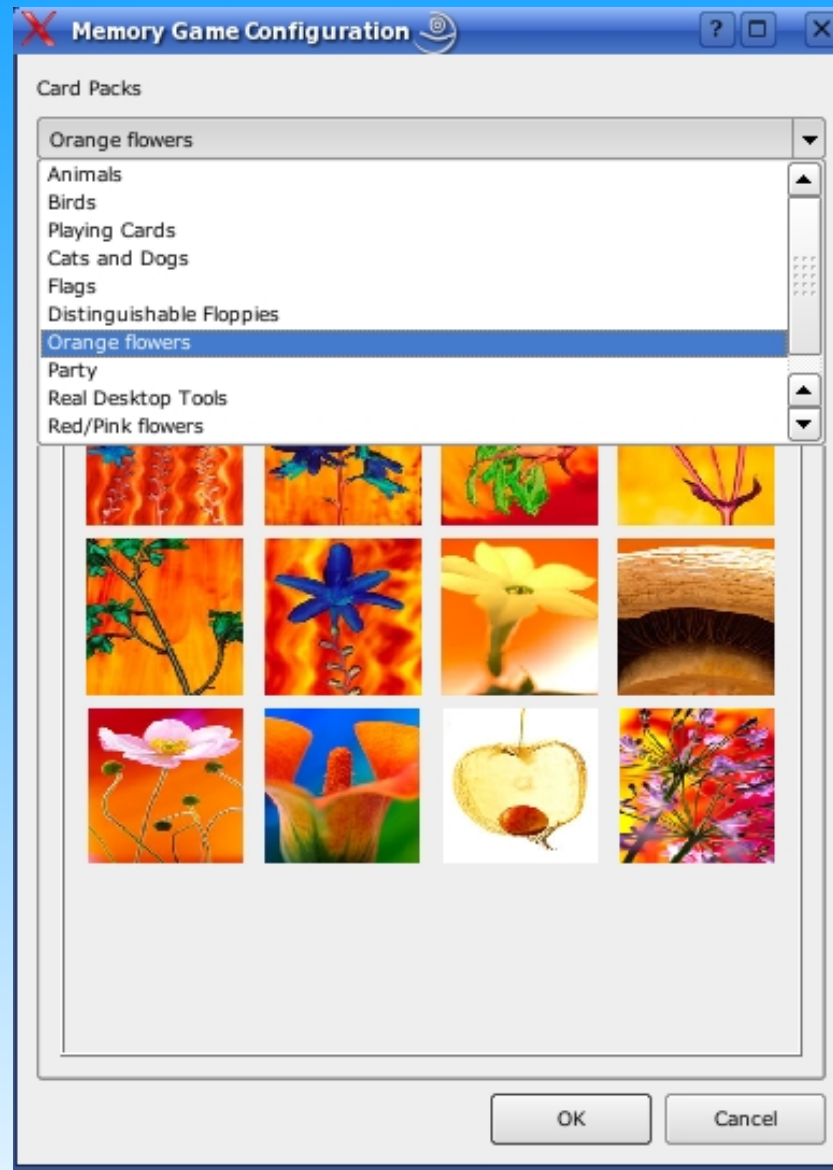 Memory Game Configuration
?
Card Packs
Orange flowers
Animals
Birds
Playing Cards
Cats and Dogs
Flags
Distinguishable Floppies
Orange flowers
Party
Real Desktop Tools
Red/Pink flowers
OK Cancel